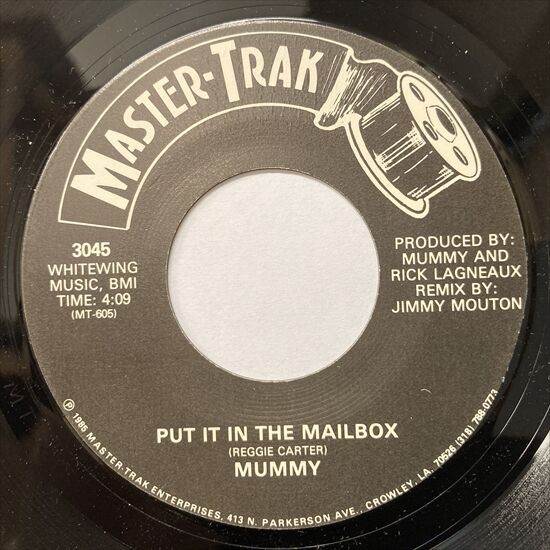 MASTER-TRAK
3045
WHITEWING
MUSIC, BMI
TIME: 4:09
(MT-605)
PRODUCED BY:
MUMMY AND
RICK LAGNEAUX
REMIX BY:
JIMMY MOUTON
PUT IT IN THE MAILBOX
(REGGIE CARTER)
MUMMY
℗ 1985 MASTER-TRAK ENTERPRISES, 413 N. PARKERSON AVE., CROWLEY, LA. 70526 (318) 788-0773